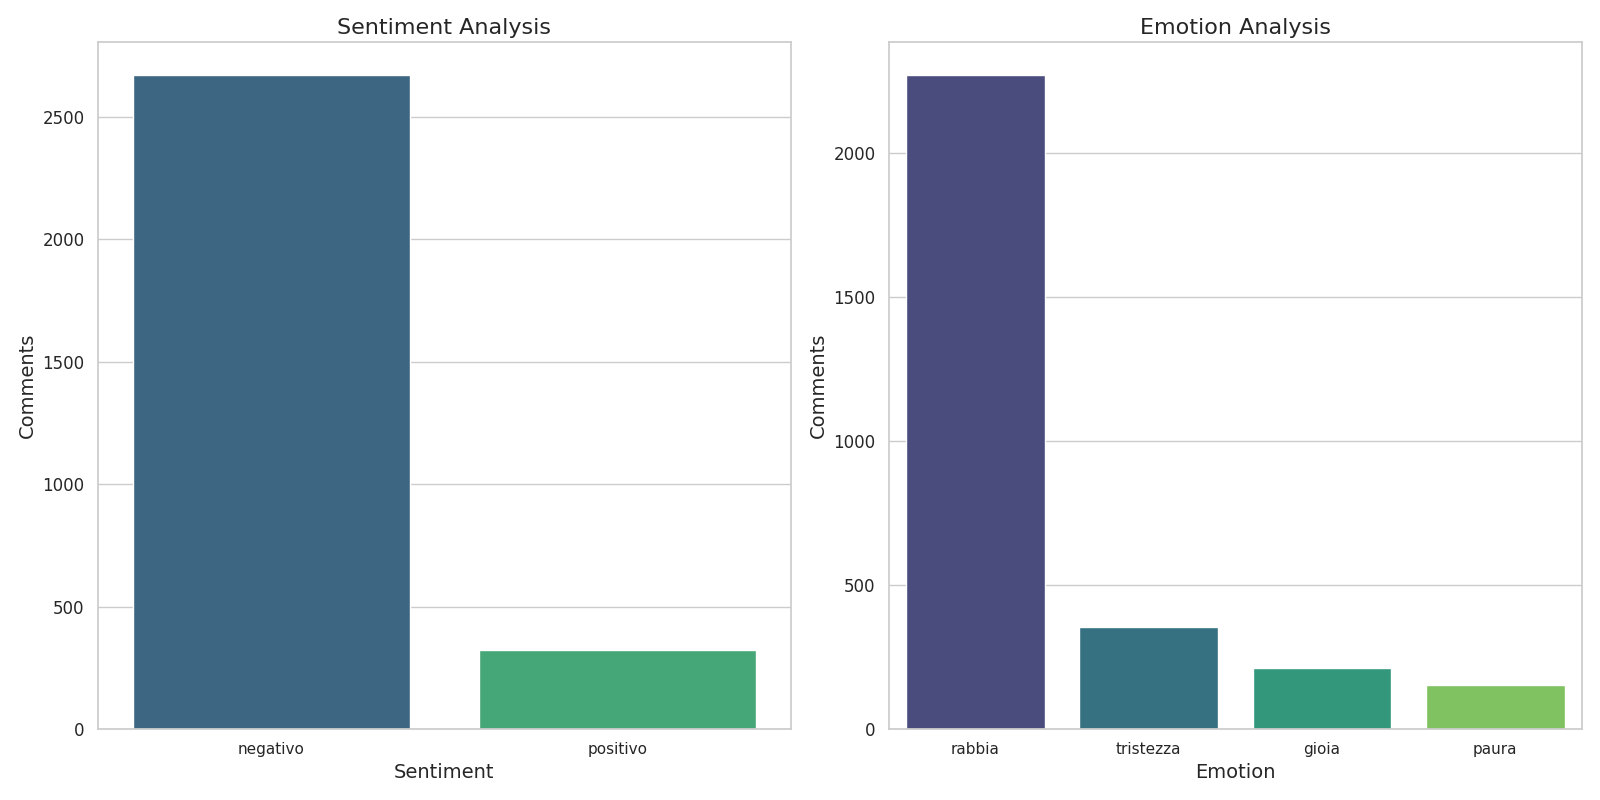 Sentiment Analysis
Comments
2500
2000
1500
1000
500
0
negativo positivo
Sentiment
Emotion Analysis
Comments
2000
1500
1000
500
0
rabbia tristezza gioia paura
Emotion